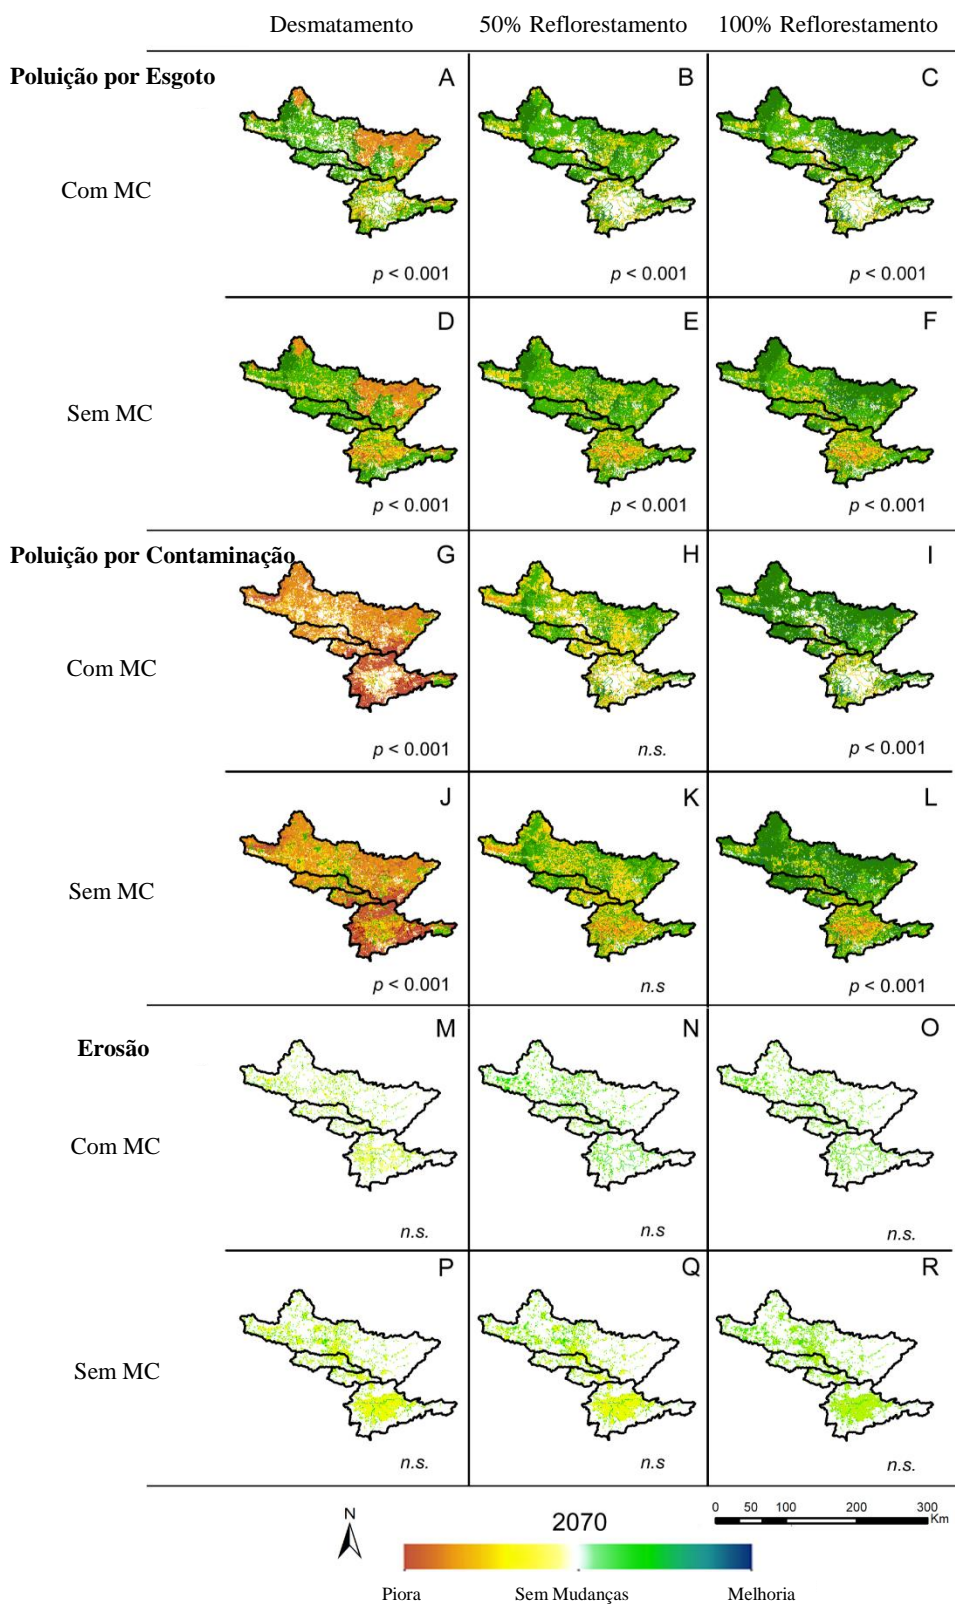 Desmatamento 50% Reflorestamento 100% Reflorestamento
Poluição por Esgoto
A B C
Com MC
p < 0.001 p < 0.001 p < 0.001
D E F
Sem MC
p < 0.001 p < 0.001 p < 0.001
Poluição por Contaminação
G H I
Com MC
p < 0.001 n.s. p < 0.001
J K L
Sem MC
p < 0.001 n.s p < 0.001
M N O
Erosão
Com MC
n.s. n.s n.s.
P Q R
Sem MC
n.s. n.s n.s.
N
2070
0 50 100 200 300
Km
Piora Sem Mudanças Melhoria